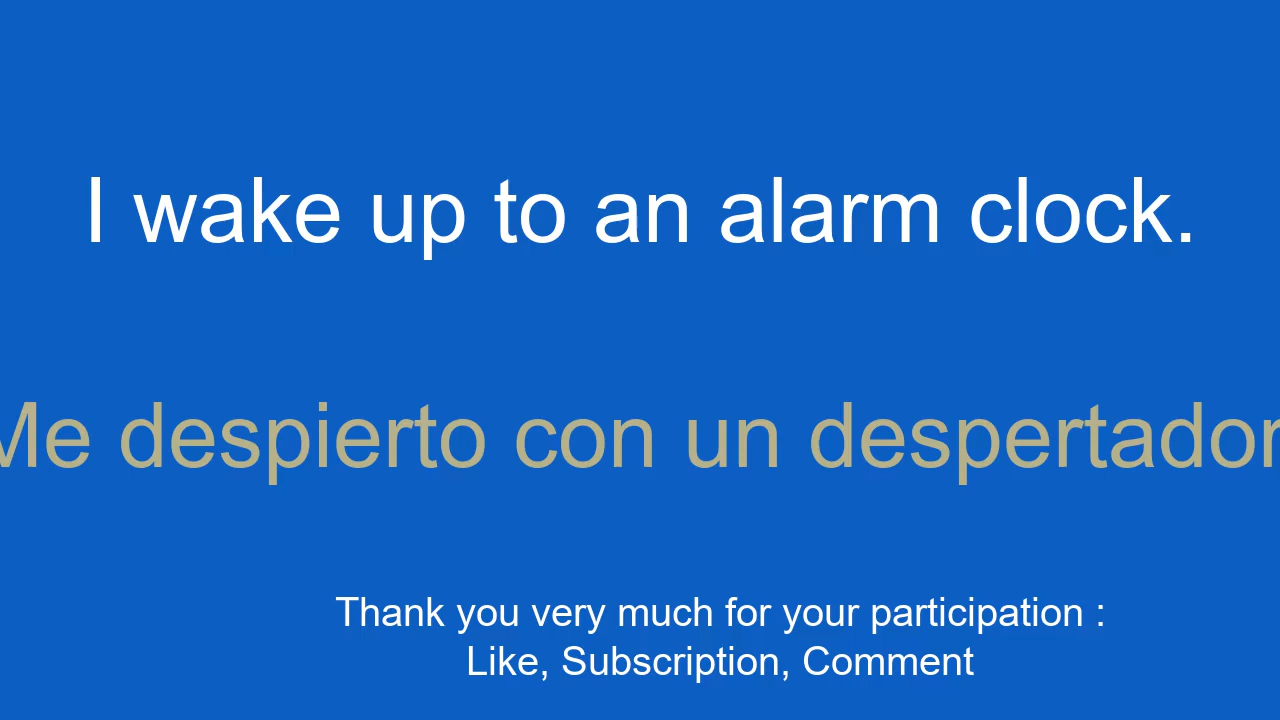 I wake up to an alarm clock.
Me despierto con un despertador
Thank you very much for your participation :
Like, Subscription, Comment